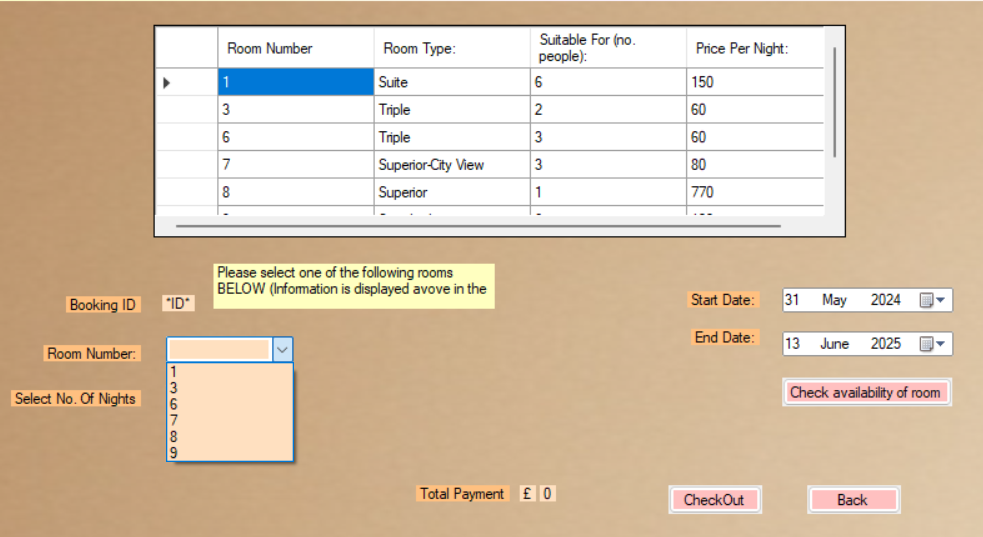 Room Number Room Type: Suitable For (no. people): Price Per Night:
1 Suite 6 150
3 Triple 2 60
6 Triple 3 60
7 Superior-City View 3 80
8 Superior 1 770
Please select one of the following rooms
BELOW (Information is displayed avove in the
Booking ID *ID*
Start Date: 31 May 2024
End Date: 13 June 2025
Room Number:
1
3
6
7
8
9
Select No. Of Nights
Check availability of room
Total Payment £ 0
CheckOut
Back